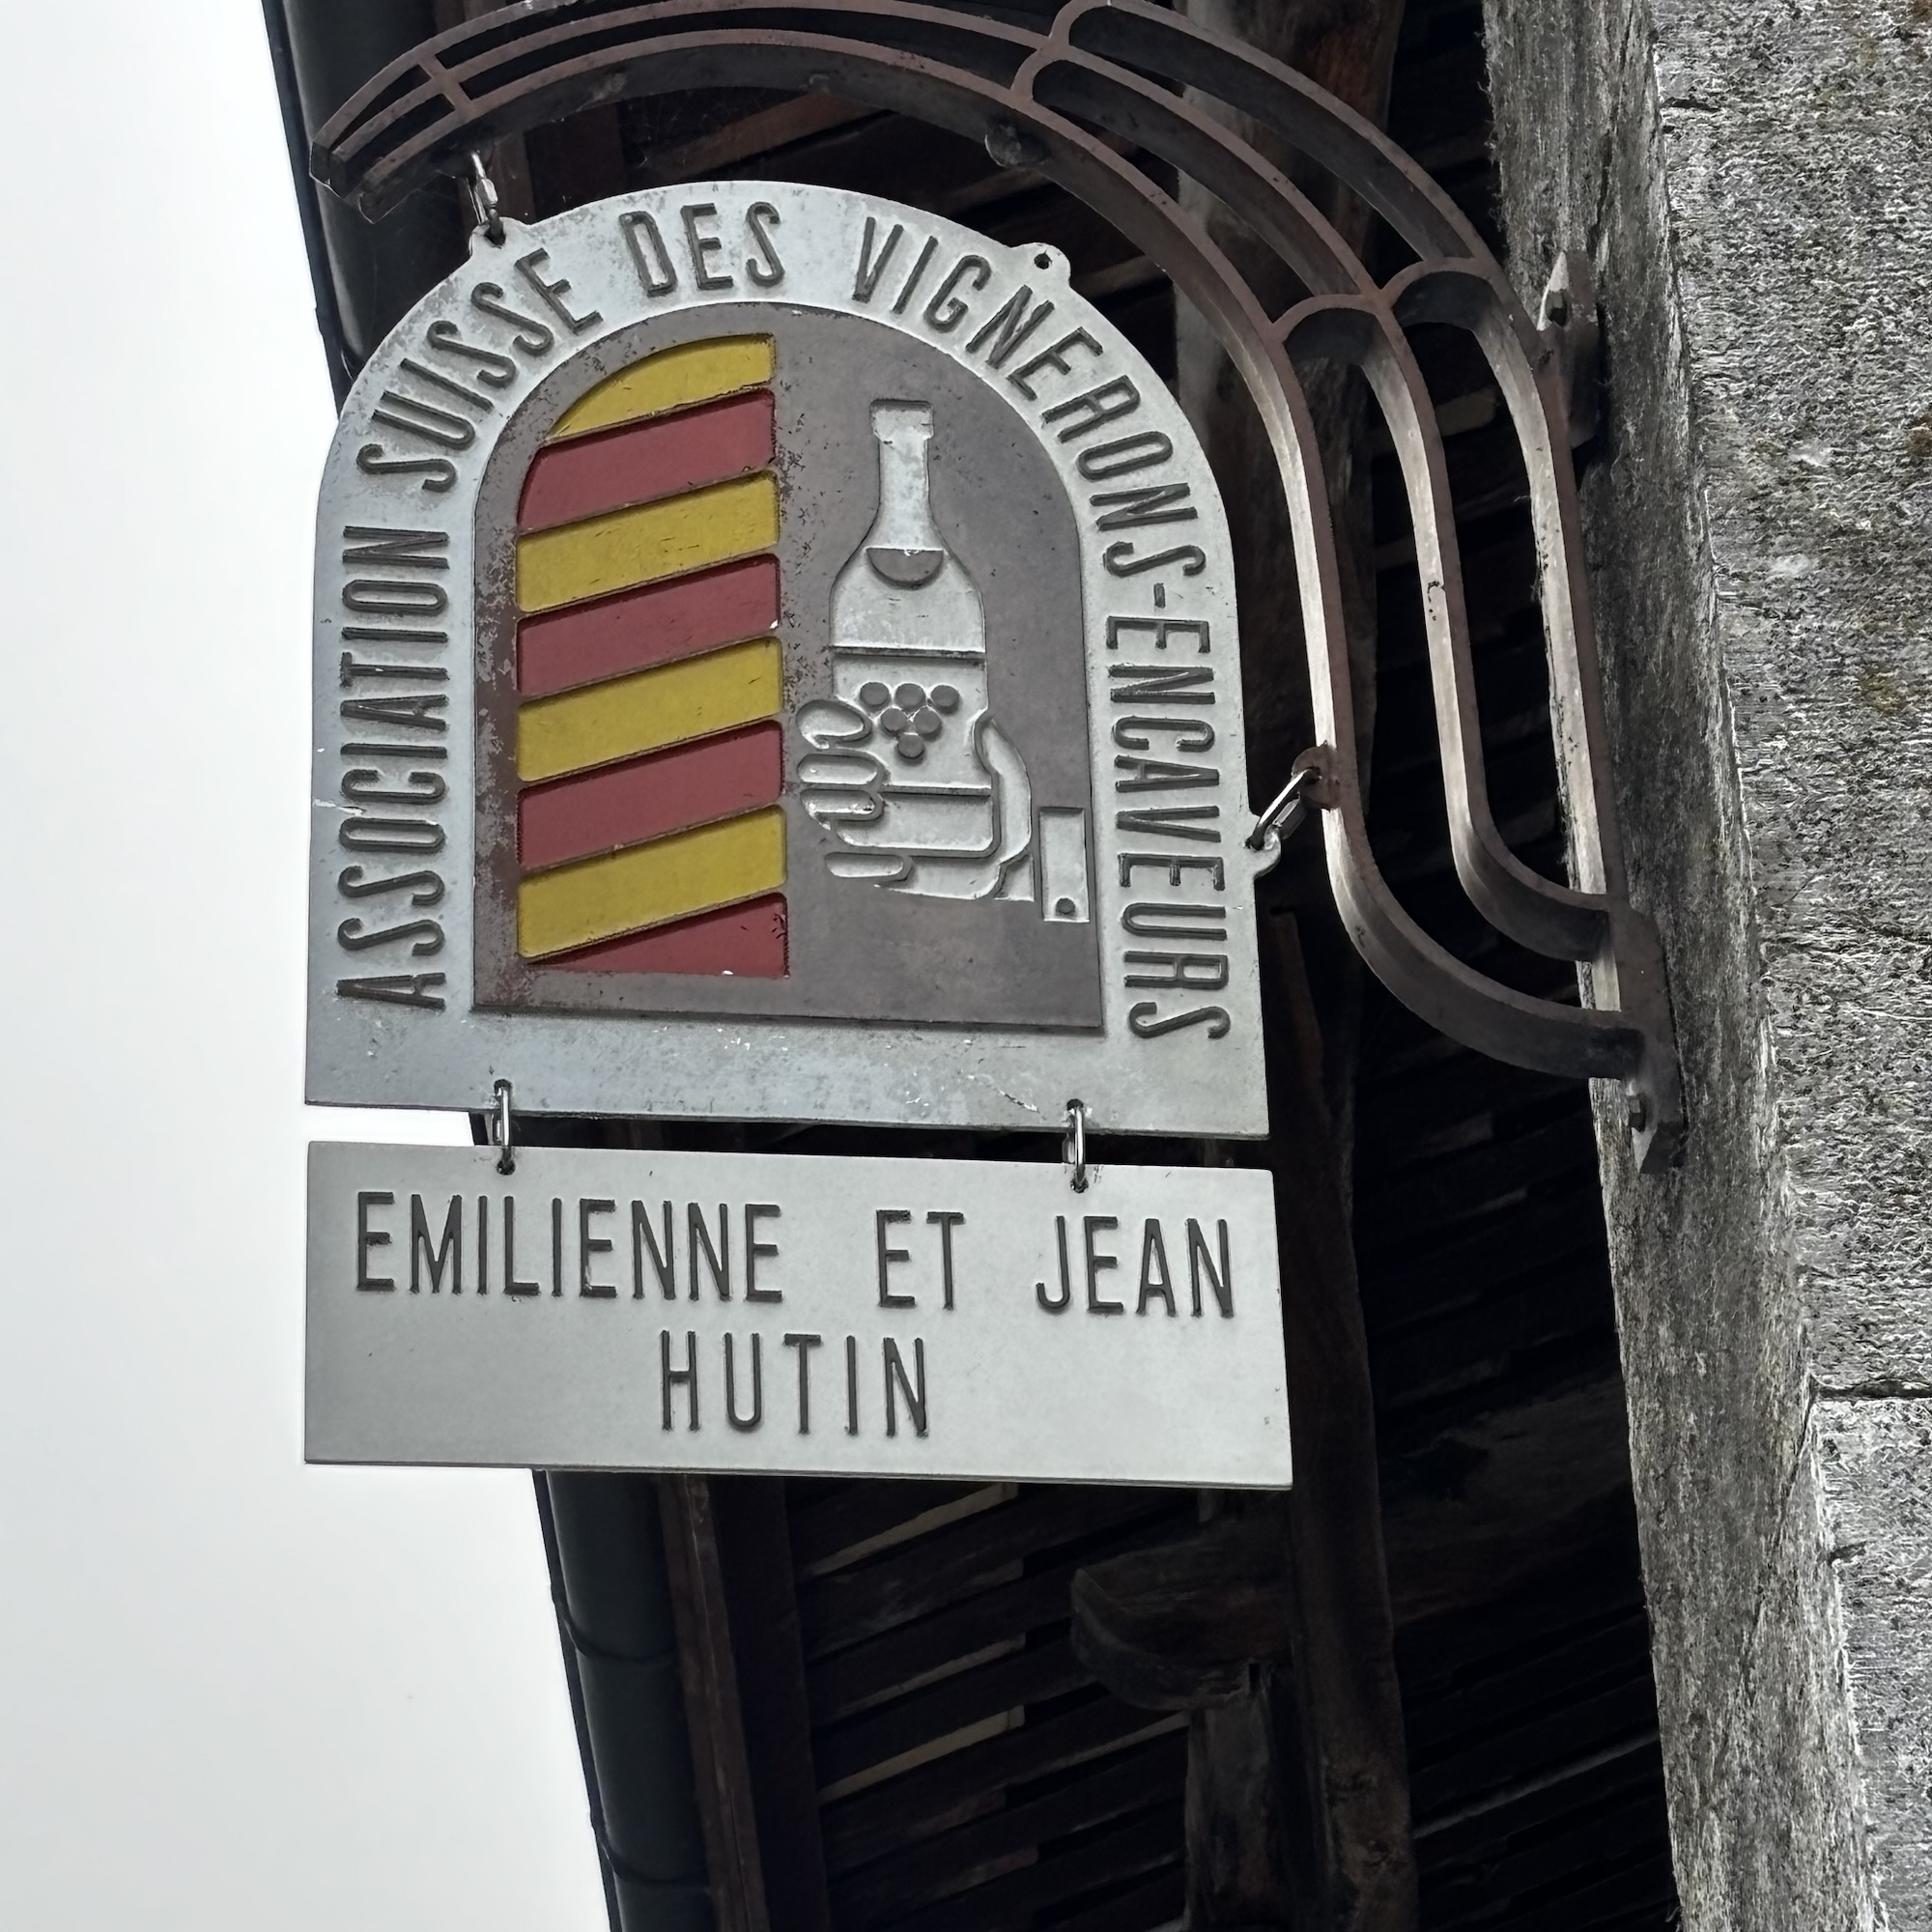 ASSOCIATION SUISSE DES VIGNERONS-ENCAVEURS
EMILIENNE ET JEAN
HUTIN